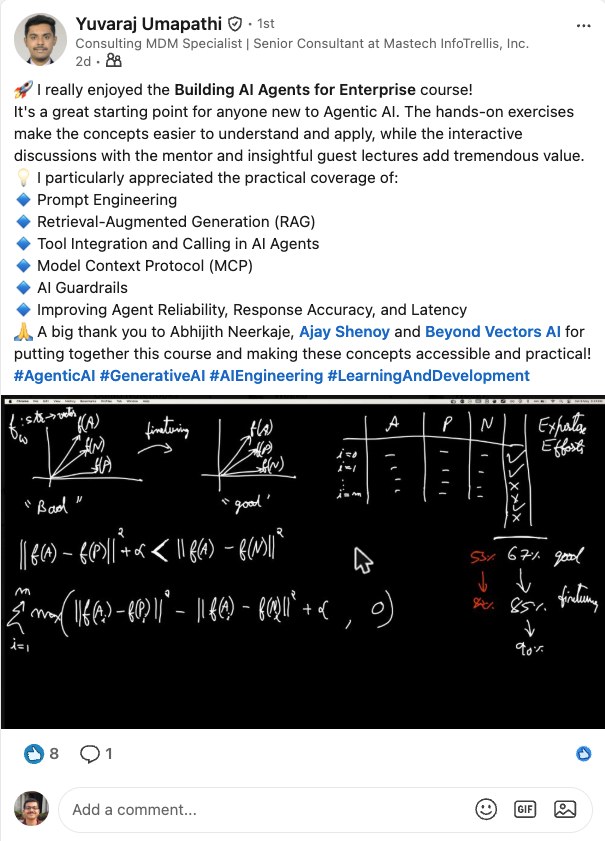 Yuvaraj Umapathi · 1st
Consulting MDM Specialist | Senior Consultant at Mastech InfoTrellis, Inc.
2d ·
🚀 I really enjoyed the Building AI Agents for Enterprise course!
It's a great starting point for anyone new to Agentic AI. The hands-on exercises
make the concepts easier to understand and apply, while the interactive
discussions with the mentor and insightful guest lectures add tremendous value.
💡 I particularly appreciated the practical coverage of:
🔷 Prompt Engineering
🔷 Retrieval-Augmented Generation (RAG)
🔷 Tool Integration and Calling in AI Agents
🔷 Model Context Protocol (MCP)
🔷 AI Guardrails
🔷 Improving Agent Reliability, Response Accuracy, and Latency
🙏 A big thank you to Abhijith Neerkaje, Ajay Shenoy and Beyond Vectors AI for
putting together this course and making these concepts accessible and practical!
#AgenticAI #GenerativeAI #AIEngineering #LearningAndDevelopment
f(A)
f(N)
f(P)
"Bad"
finetuning
f(A)
f(P)
f(N)
"good"
A P N
i=0
i=1
i=m
Efforts
||f(A) - f(P)||² + α < ||f(A) - f(N)||²
53% 67% good
85% finetuning
90%
m
Σ max(||f(Aᵢ) - f(Pᵢ)||² - ||f(Aᵢ) - f(Nᵢ)||² + α , 0)
i=1
8 1
Add a comment...
GIF